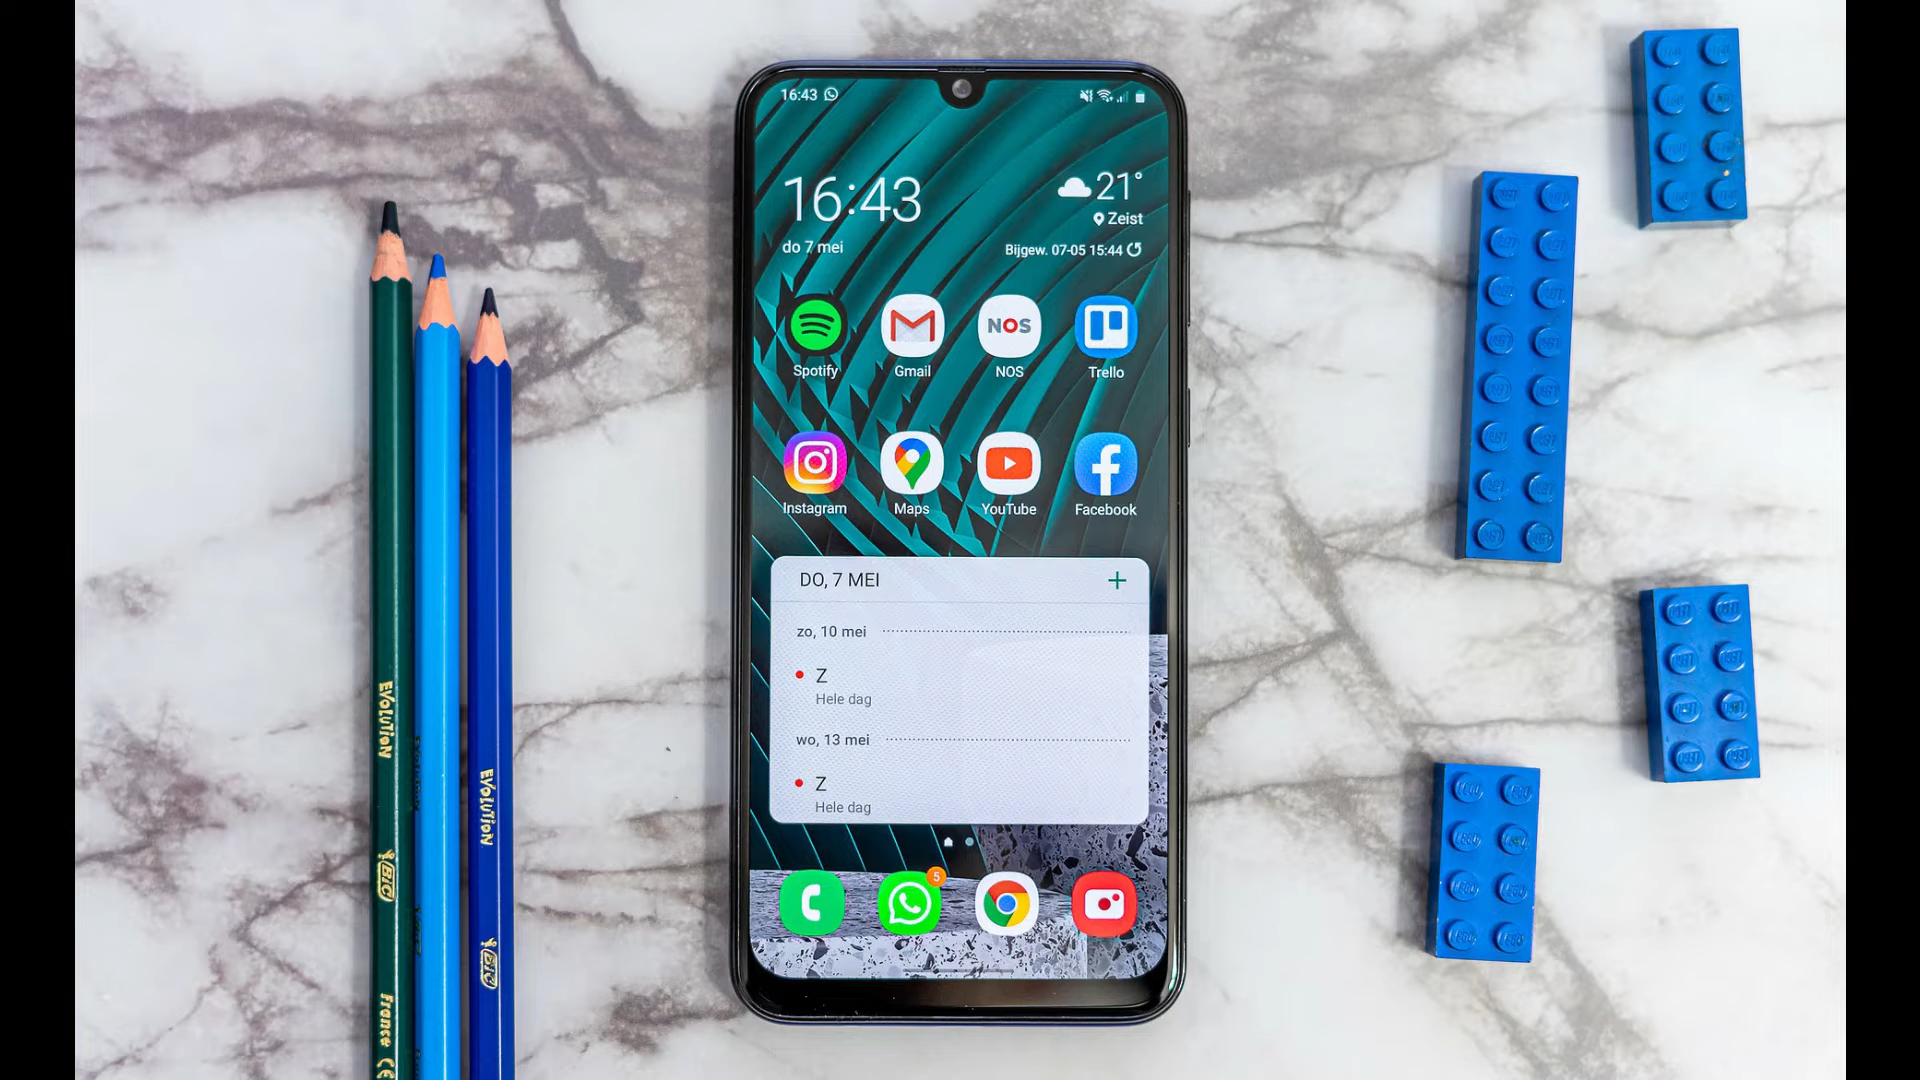 16:43
16:43
21°
Zeist
do 7 mei
Bijgew. 07-05 15:44
Spotify
Gmail
NOS
NOS
Trello
Instagram
Maps
YouTube
Facebook
DO, 7 MEI
zo, 10 mei
Z
Hele dag
wo, 13 mei
Z
Hele dag
5
EVOLUTION
BIC
France CE
EVOLUTION
BIC
LEGO